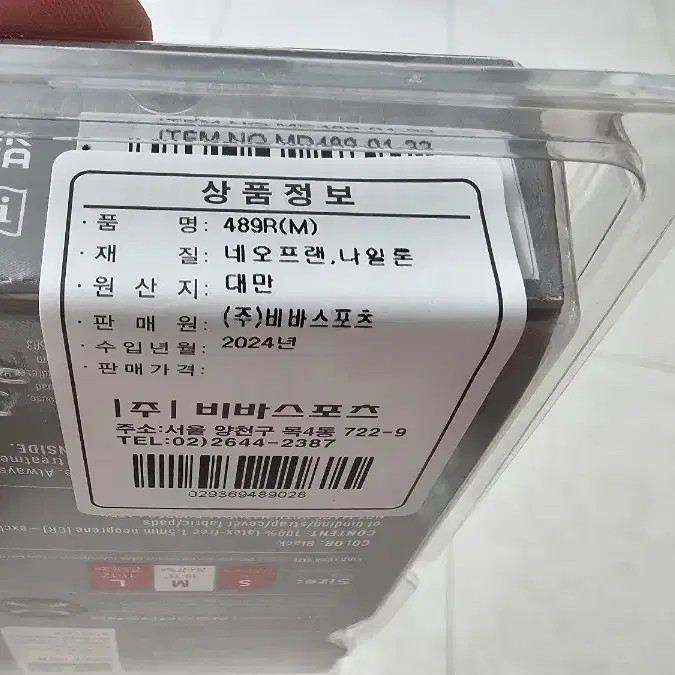 ITEM NO MD489 01 33
상품정보
· 품 명: 489R(M)
· 재 질: 네오프랜,나일론
· 원 산 지: 대만
· 판 매 원: (주)비바스포츠
· 수입년월: 2024년
· 판매가격:
|주| 비바스포츠
주소:서울 양천구 목4동 722-9
TEL:02)2644-2387
029369489028
Always
treatme
INSIDE.
of binding/strap/cover fabric/pads
CONTENT: 100% latex-free 1.5mm neoprene (CR)—excl
COLOR: Black
Size:
S
M
L